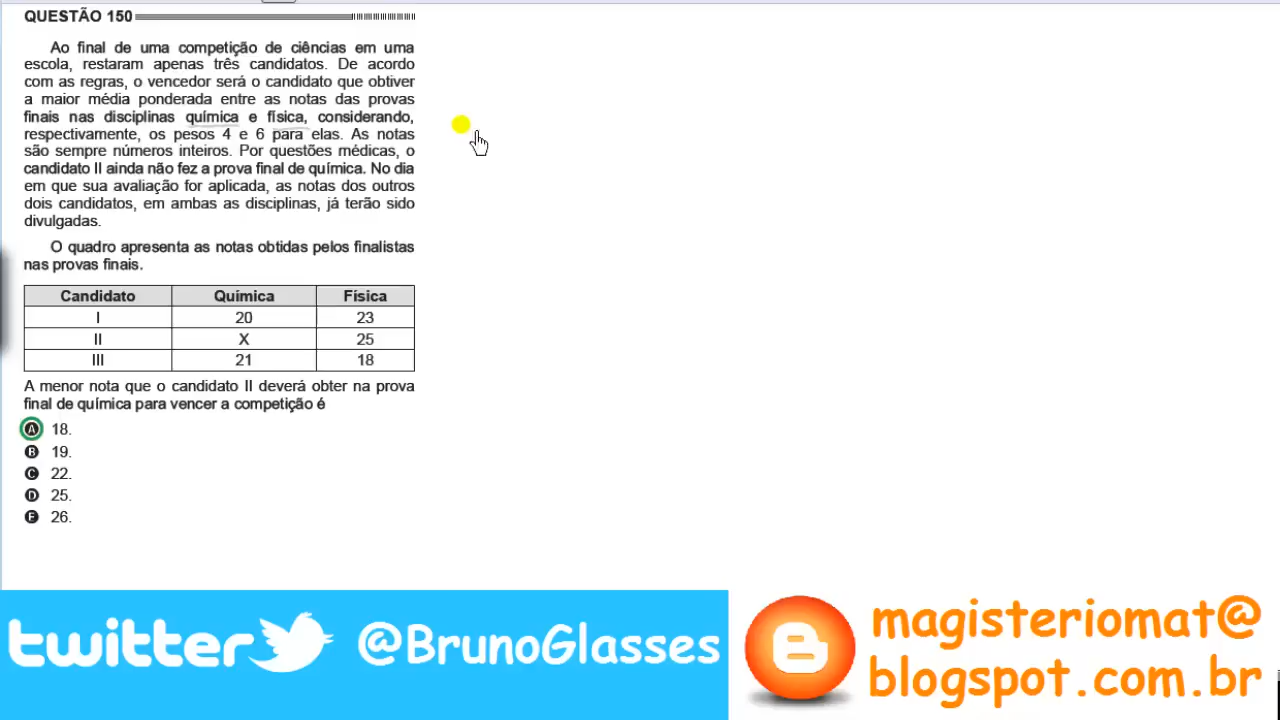 QUESTÃO 150
Ao final de uma competição de ciências em uma
escola, restaram apenas três candidatos. De acordo
com as regras, o vencedor será o candidato que obtiver
a maior média ponderada entre as notas das provas
finais nas disciplinas química e física, considerando,
respectivamente, os pesos 4 e 6 para elas. As notas
são sempre números inteiros. Por questões médicas, o
candidato II ainda não fez a prova final de química. No dia
em que sua avaliação for aplicada, as notas dos outros
dois candidatos, em ambas as disciplinas, já terão sido
divulgadas.
O quadro apresenta as notas obtidas pelos finalistas
nas provas finais.
Candidato Química Física
I 20 23
II X 25
III 21 18
A menor nota que o candidato II deverá obter na prova
final de química para vencer a competição é
A 18.
B 19.
C 22.
D 25.
E 26.
twitter @BrunoGlasses
magisteriomat@
blogspot.com.br